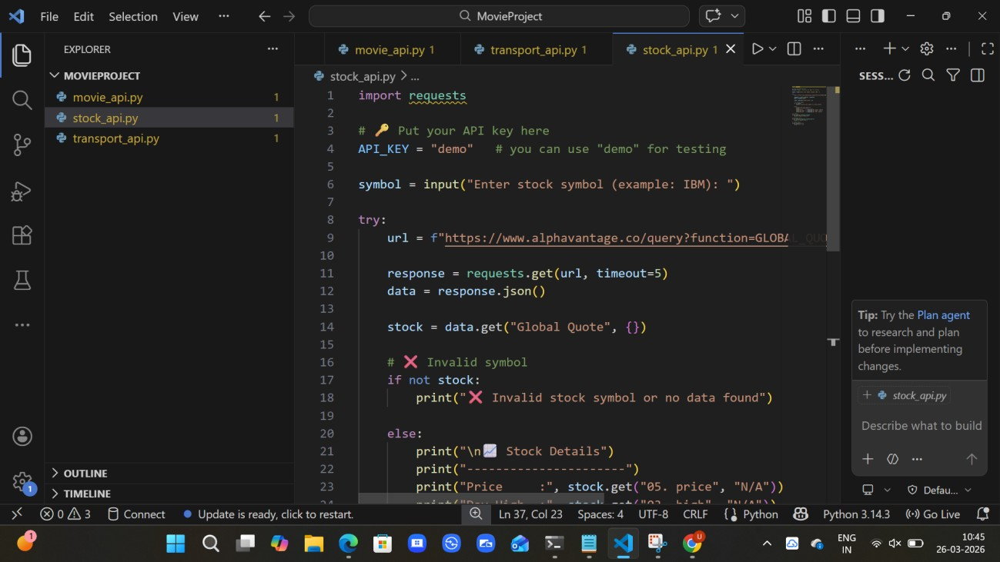 File Edit Selection View ... MovieProject
EXPLORER ...
MOVIEPROJECT
movie_api.py 1
stock_api.py 1
transport_api.py 1
OUTLINE
TIMELINE
movie_api.py 1 transport_api.py 1 stock_api.py 1
stock_api.py > ...
1 import requests
2
3 # 🔑 Put your API key here
4 API_KEY = "demo" # you can use "demo" for testing
5
6 symbol = input("Enter stock symbol (example: IBM): ")
7
8 try:
9 url = f"https://www.alphavantage.co/query?function=GLOBAL_QUO
10
11 response = requests.get(url, timeout=5)
12 data = response.json()
13
14 stock = data.get("Global Quote", {})
15
16 # ❌ Invalid symbol
17 if not stock:
18 print("❌ Invalid stock symbol or no data found")
19
20 else:
21 print("\n📈 Stock Details")
22 print("----------------------")
23 print("Price :", stock.get("05. price", "N/A"))
SESS...
Tip: Try the Plan agent
to research and plan
before implementing
changes.
stock_api.py
Describe what to build
Defau...
0 3 Connect Update is ready, click to restart. Ln 37, Col 23 Spaces: 4 UTF-8 CRLF {} Python Python 3.14.3 Go Live
1
1
U
ENG
IN
10:45
26-03-2026